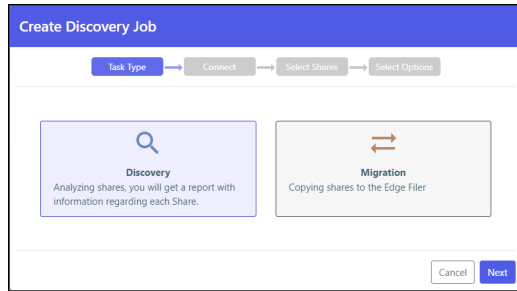 Create Discovery Job
Task Type Connect Select Shares Select Options
Discovery
Analyzing shares, you will get a report with
information regarding each Share.
Migration
Copying shares to the Edge Filer
Cancel Next